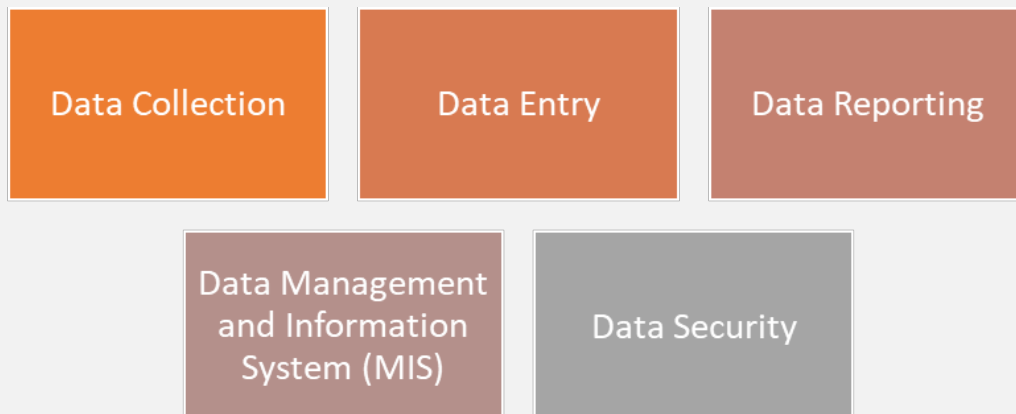 Data Collection
Data Entry
Data Reporting
Data Management
and Information
System (MIS)
Data Security